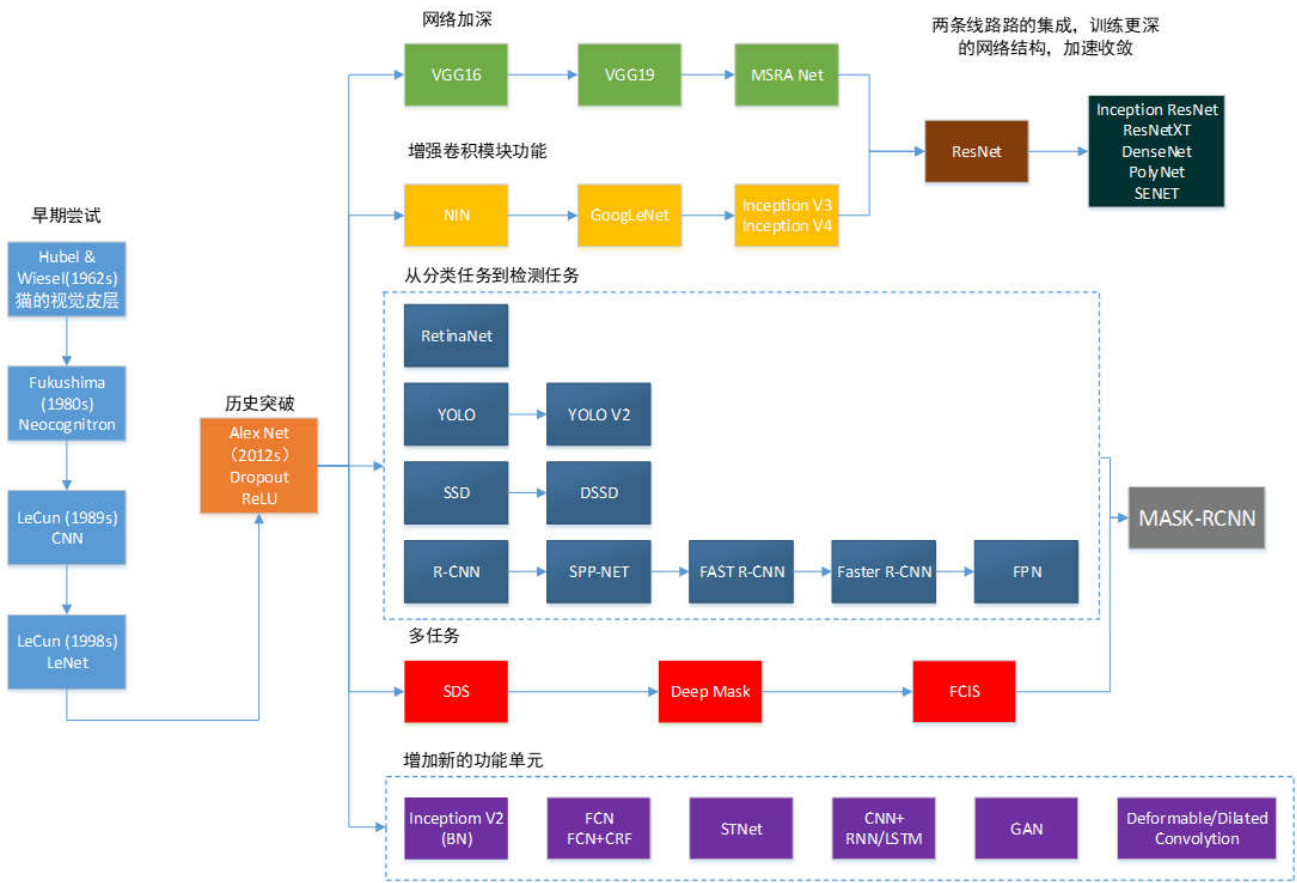 网络加深
VGG16
VGG19
MSRA Net
两条线路路的集成，训练更深
的网络结构，加速收敛
增强卷积模块功能
NIN
GoogLeNet
Inception V3
Inception V4
ResNet
Inception ResNet
ResNetXT
DenseNet
PolyNet
SENET
早期尝试
Hubel &
Wiesel(1962s)
猫的视觉皮层
Fukushima
(1980s)
Neocognitron
LeCun (1989s)
CNN
LeCun (1998s)
LeNet
历史突破
Alex Net
（2012s）
Dropout
ReLU
从分类任务到检测任务
RetinaNet
YOLO
YOLO V2
SSD
DSSD
R-CNN
SPP-NET
FAST R-CNN
Faster R-CNN
FPN
MASK-RCNN
多任务
SDS
Deep Mask
FCIS
增加新的功能单元
Inceptiom V2
(BN)
FCN
FCN+CRF
STNet
CNN+
RNN/LSTM
GAN
Deformable/Dilated
Convolytion